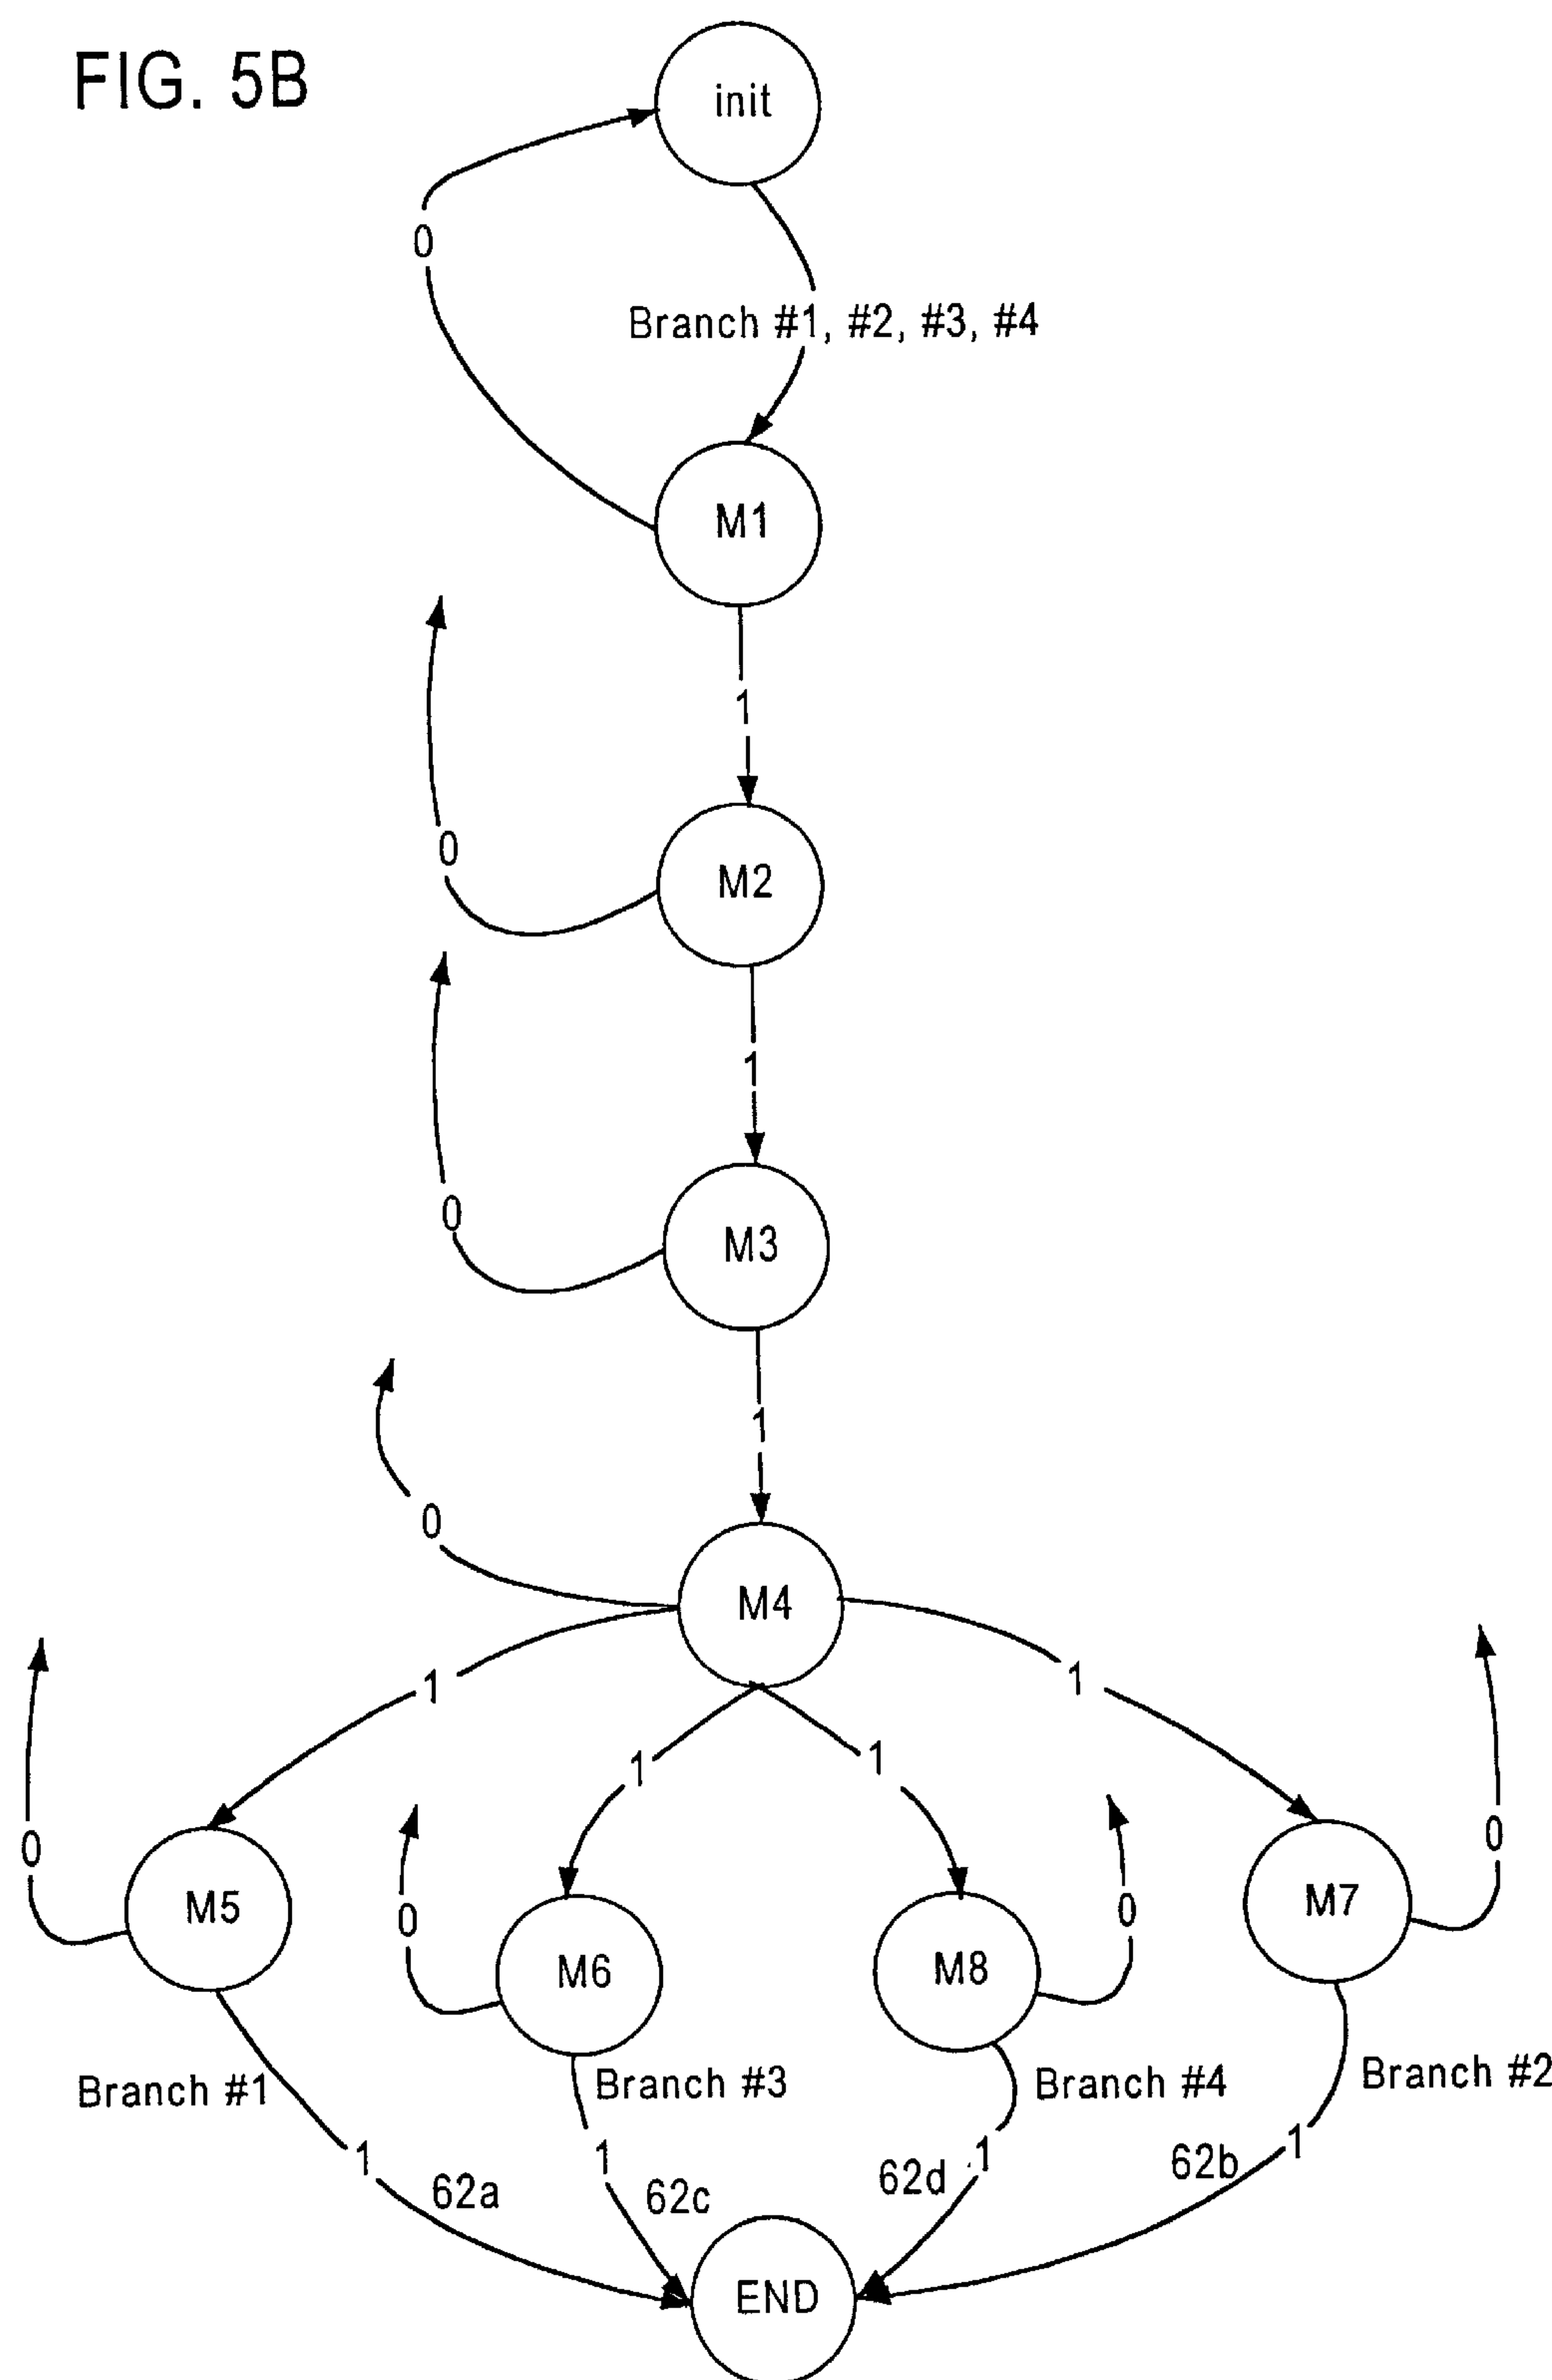 FIG. 5B
init
0
Branch #1, #2, #3, #4
M1
1
0
M2
1
0
M3
1
0
M4
1
1
1
1
0
M5
0
M6
M8
0
M7
0
Branch #1
Branch #3
Branch #4
Branch #2
1
62a
1
62c
62d
1
62b
1
END